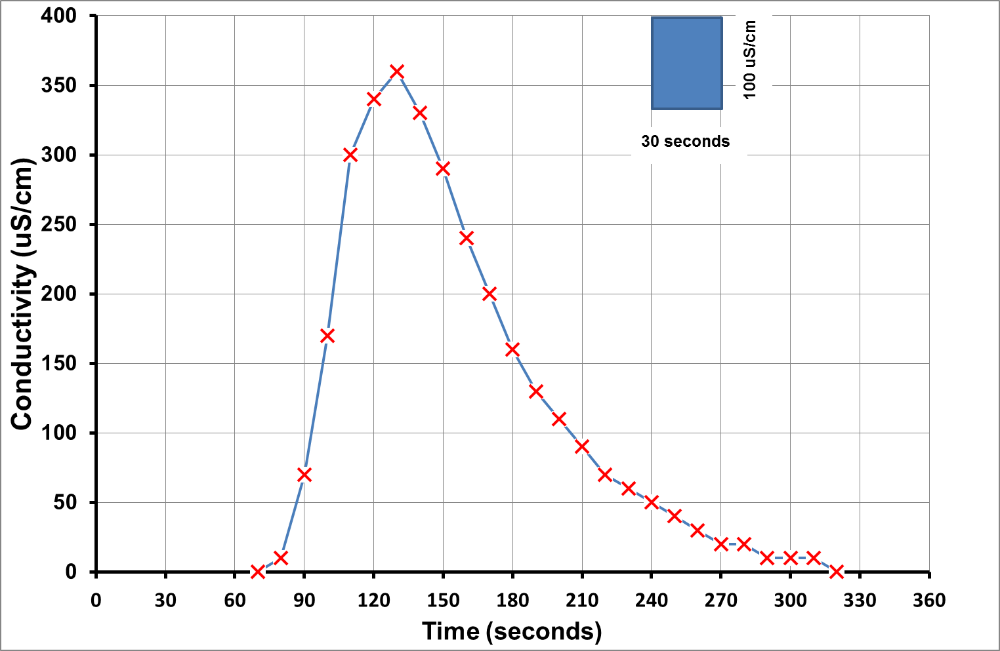 400
350
300
250
200
150
100
50
0
Conductivity (uS/cm)
100 uS/cm
30 seconds
0 30 60 90 120 150 180 210 240 270 300 330 360
Time (seconds)